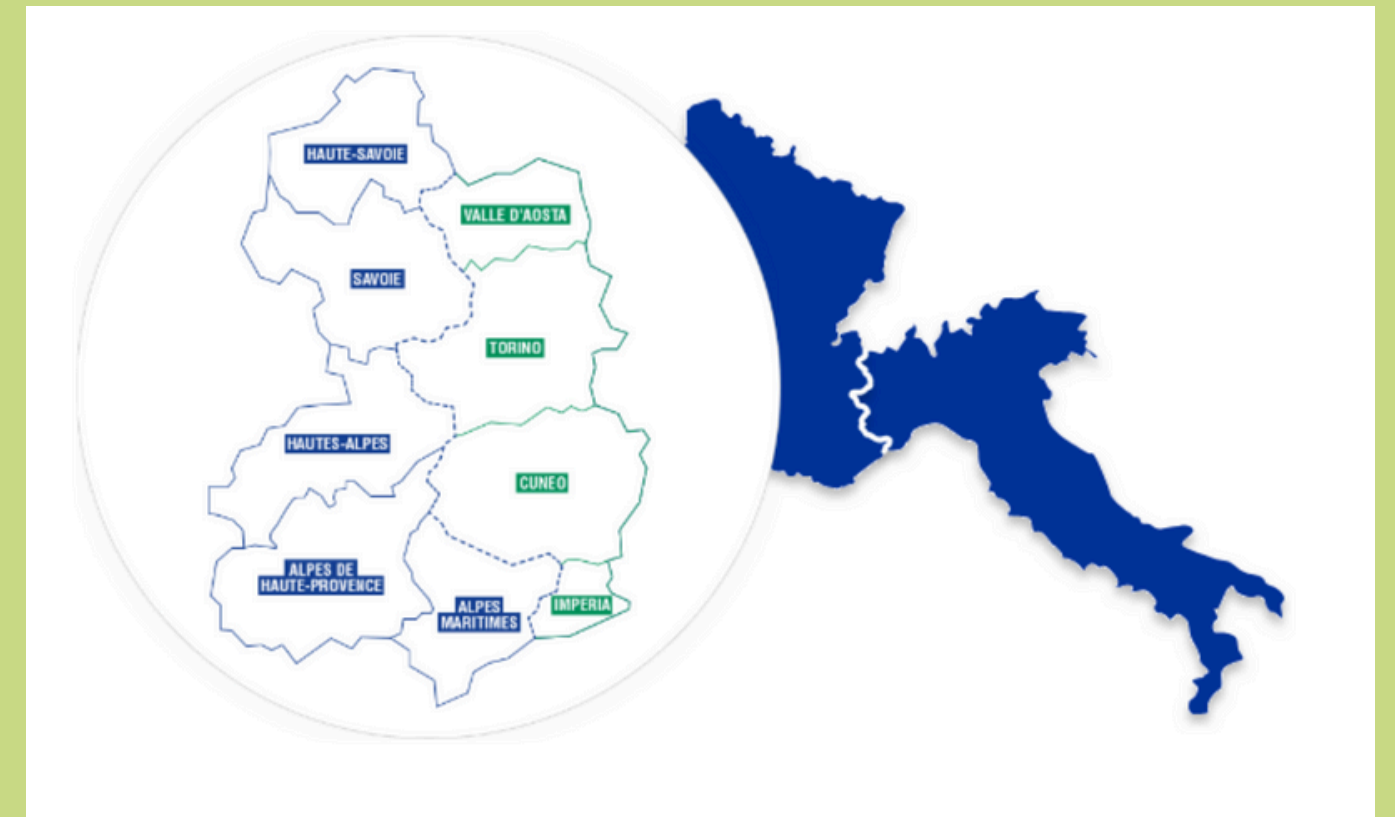 HAUTE-SAVOIE
VALLE D'AOSTA
SAVOIE
TORINO
HAUTES-ALPES
CUNEO
ALPES DE
HAUTE-PROVENCE
ALPES
MARITIMES
IMPERIA